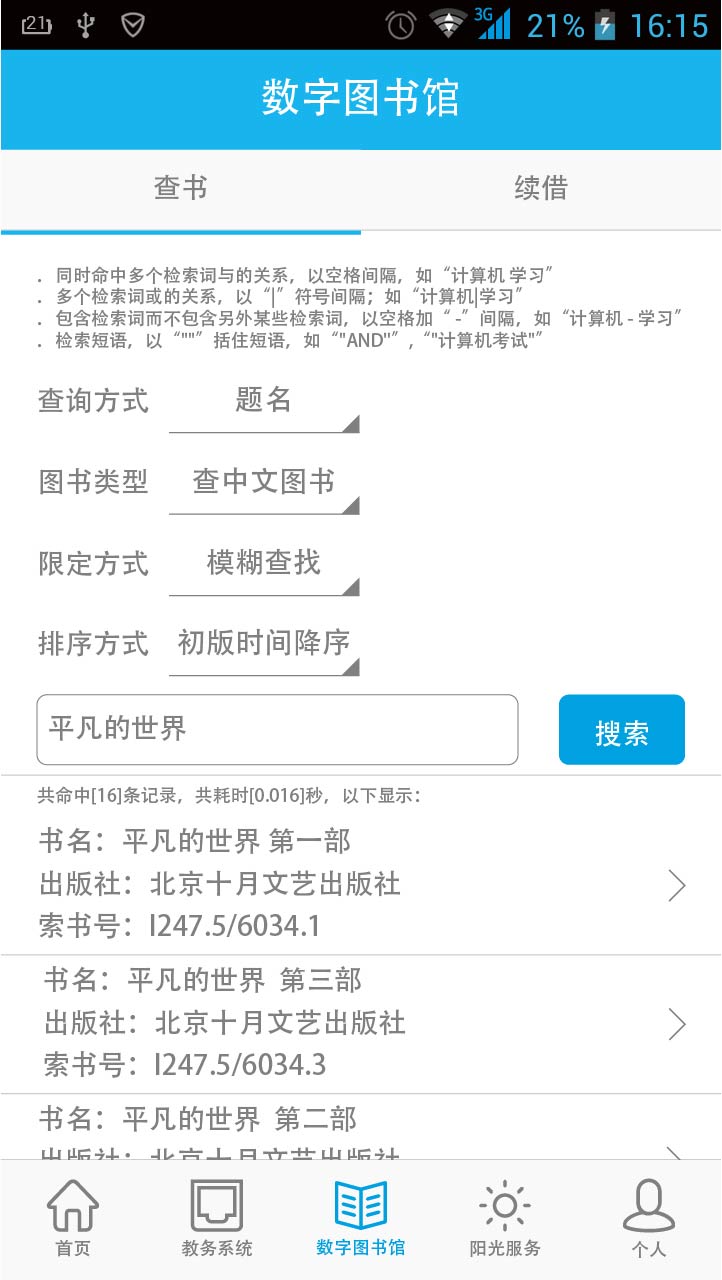 21
3G
21%
16:15
数字图书馆
查书
续借
. 同时命中多个检索词与的关系，以空格间隔，如“计算机 学习”
. 多个检索词或的关系，以“|”符号间隔；如“计算机|学习”
. 包含检索词而不包含另外某些检索词，以空格加“ -”间隔，如“计算机 - 学习”
. 检索短语，以“""”括住短语，如“"AND"”,“"计算机考试"”
查询方式 题名
图书类型 查中文图书
限定方式 模糊查找
排序方式 初版时间降序
平凡的世界
搜索
共命中[16]条记录，共耗时[0.016]秒，以下显示：
书名：平凡的世界 第一部
出版社：北京十月文艺出版社
索书号：I247.5/6034.1
书名：平凡的世界 第三部
出版社：北京十月文艺出版社
索书号：I247.5/6034.3
书名：平凡的世界 第二部
出版社：北京十月文艺出版社
首页
教务系统
数字图书馆
阳光服务
个人